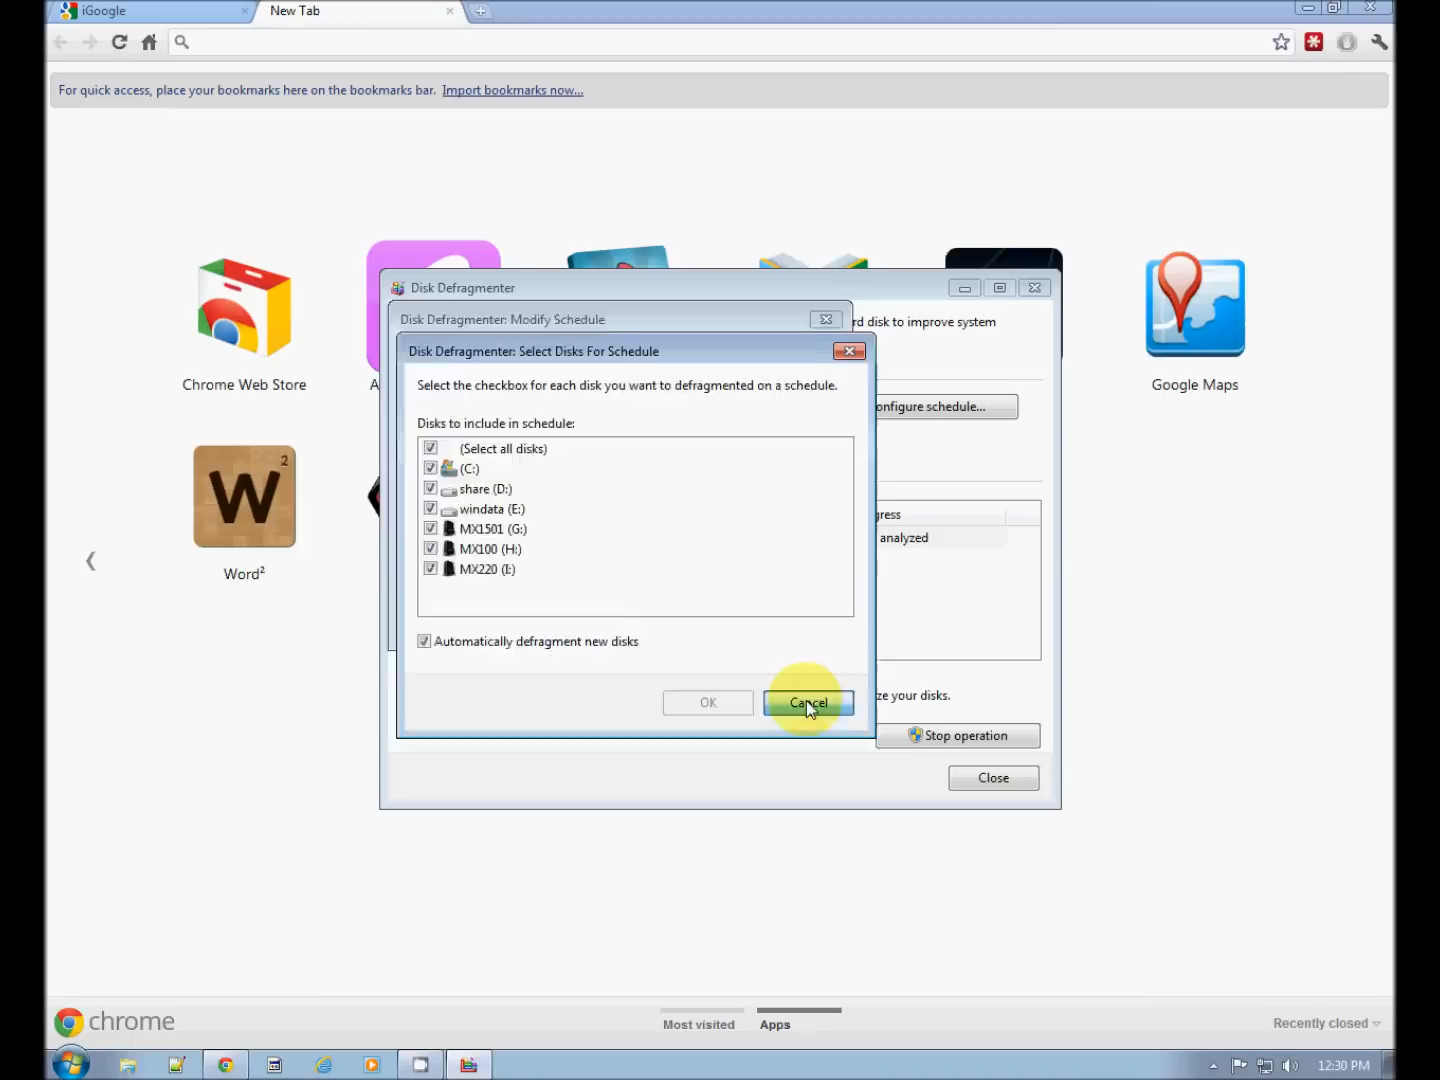 iGoogle
New Tab
For quick access, place your bookmarks here on the bookmarks bar. Import bookmarks now...
Disk Defragmenter
Disk Defragmenter: Modify Schedule
rd disk to improve system
Disk Defragmenter: Select Disks For Schedule
Select the checkbox for each disk you want to defragmented on a schedule.
Chrome Web Store
A
Google Maps
onfigure schedule...
Disks to include in schedule:
(Select all disks)
(C:)
share (D:)
windata (E:)
MX1501 (G:)
MX100 (H:)
MX220 (I:)
gress
analyzed
W 2
Word²
Automatically defragment new disks
OK
Cancel
ze your disks.
Stop operation
Close
chrome
Most visited
Apps
Recently closed
12:30 PM